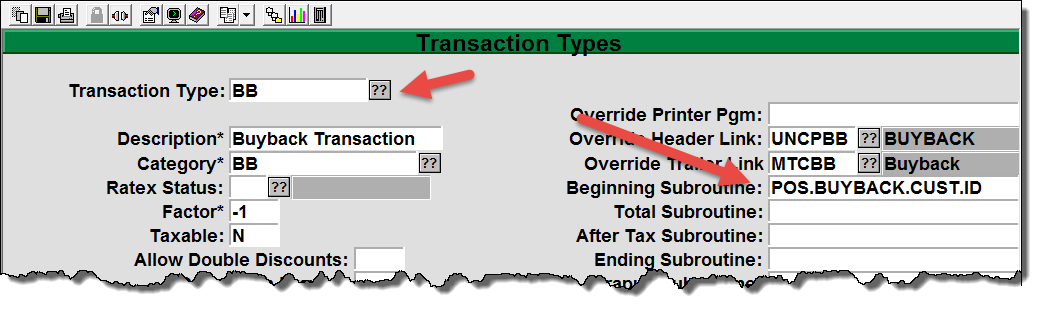 Transaction Types
Transaction Type: BB ??
Override Printer Pgm:
Description* Buyback Transaction
Override Header Link: UNCPBB ?? BUYBACK
Category* BB ??
Override Trailer Link MTCBB ?? Buyback
Ratex Status: ??
Beginning Subroutine: POS.BUYBACK.CUST.ID
Factor* -1
Total Subroutine:
Taxable: N
After Tax Subroutine:
Allow Double Discounts:
Ending Subroutine: